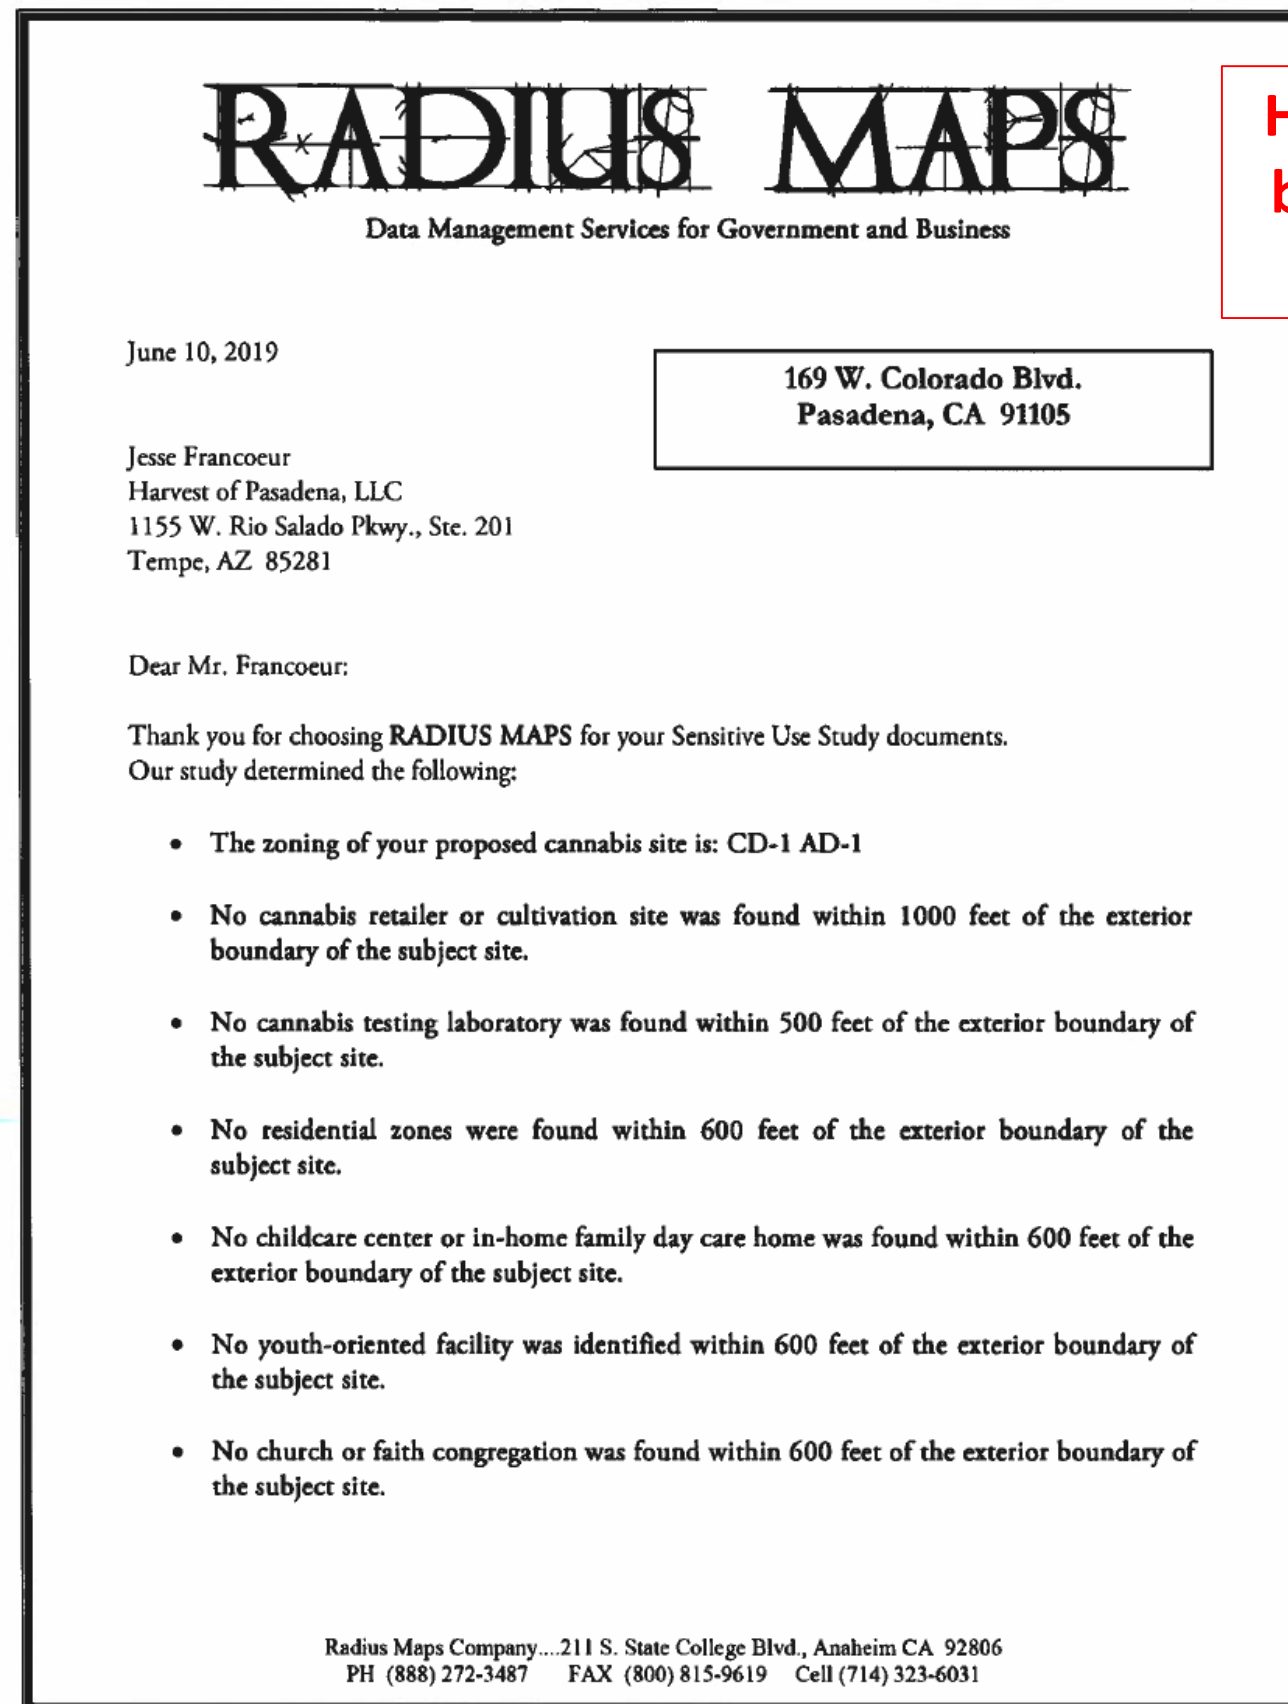 RADIUS MAPS
Data Management Services for Government and Business
June 10, 2019
169 W. Colorado Blvd.
Pasadena, CA 91105
Jesse Francoeur
Harvest of Pasadena, LLC
1155 W. Rio Salado Pkwy., Ste. 201
Tempe, AZ 85281
Dear Mr. Francoeur:
Thank you for choosing RADIUS MAPS for your Sensitive Use Study documents.
Our study determined the following:
• The zoning of your proposed cannabis site is: CD-1 AD-1
• No cannabis retailer or cultivation site was found within 1000 feet of the exterior
boundary of the subject site.
• No cannabis testing laboratory was found within 500 feet of the exterior boundary of
the subject site.
• No residential zones were found within 600 feet of the exterior boundary of the
subject site.
• No childcare center or in-home family day care home was found within 600 feet of the
exterior boundary of the subject site.
• No youth-oriented facility was identified within 600 feet of the exterior boundary of
the subject site.
• No church or faith congregation was found within 600 feet of the exterior boundary of
the subject site.
Radius Maps Company....211 S. State College Blvd., Anaheim CA 92806
PH (888) 272-3487 FAX (800) 815-9619 Cell (714) 323-6031